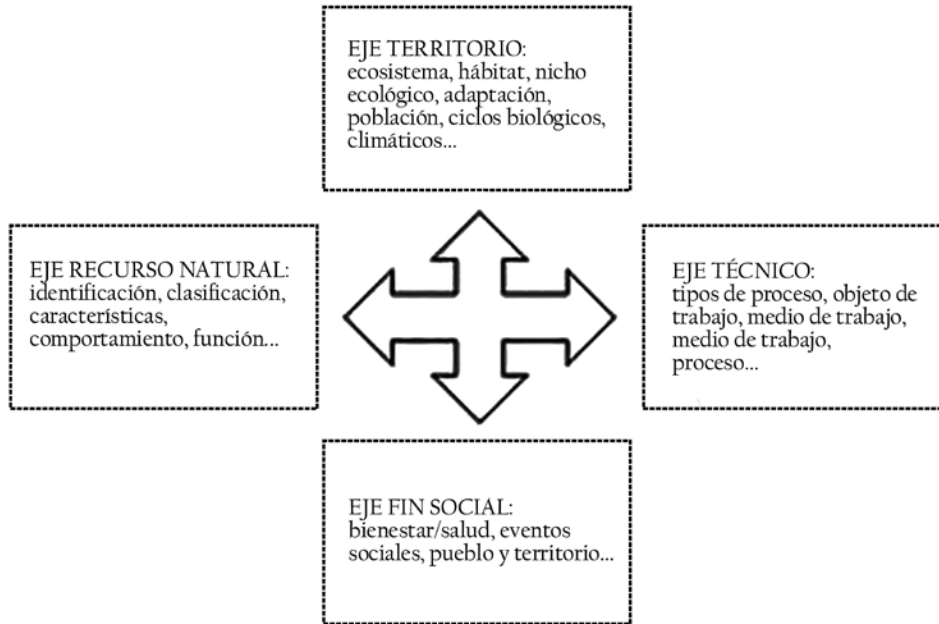 EJE TERRITORIO:
ecosistema, hábitat, nicho
ecológico, adaptación,
población, ciclos biológicos,
climáticos...
EJE RECURSO NATURAL:
identificación, clasificación,
características,
comportamiento, función...
EJE TÉCNICO:
tipos de proceso, objeto de
trabajo, medio de trabajo,
medio de trabajo,
proceso...
EJE FIN SOCIAL:
bienestar/salud, eventos
sociales, pueblo y territorio...